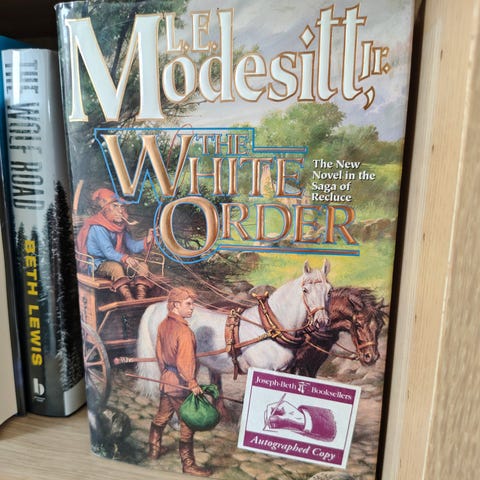 THE WOLF ROAD
BETH LEWIS
b
L.E.
Modesitt, Jr.
THE
WHITE
ORDER
The New
Novel in the
Saga of
Recluce
Joseph-Beth Booksellers
Autographed Copy